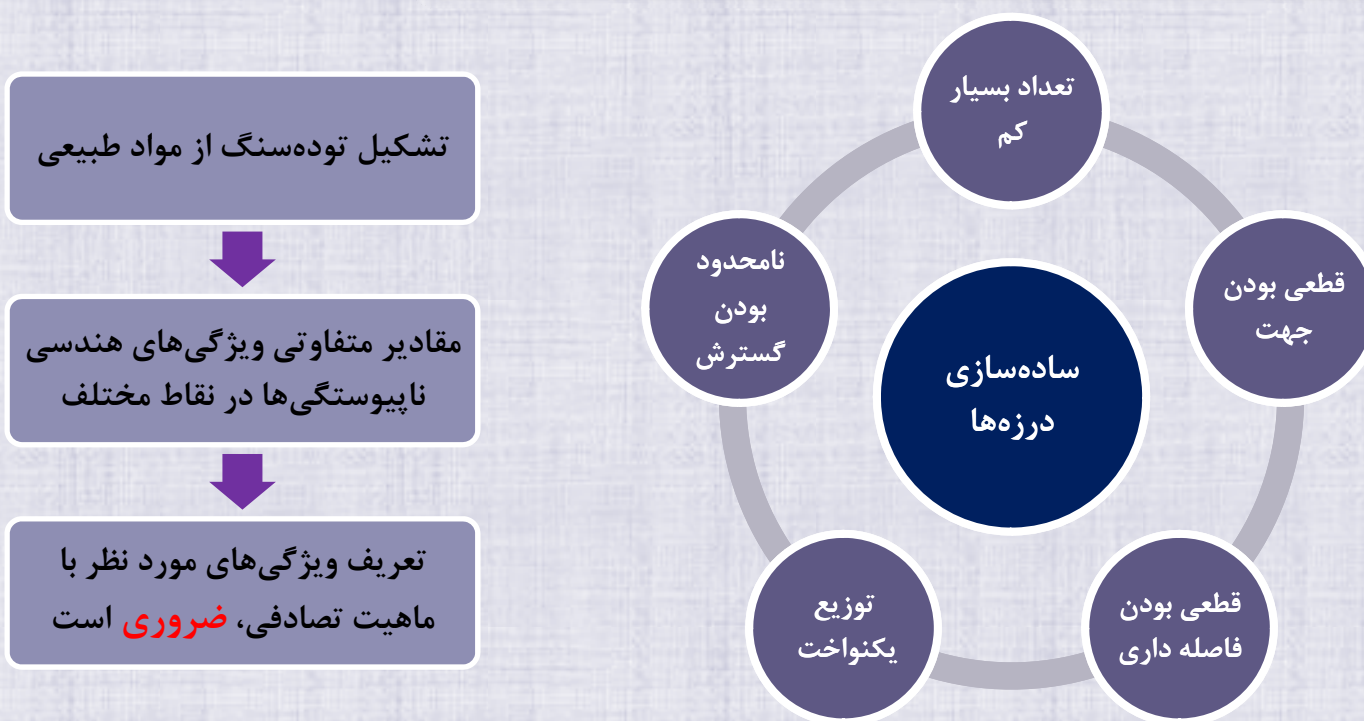 تشکیل توده‌سنگ از مواد طبیعی
مقادیر متفاوتی ویژگی‌های هندسی
ناپیوستگی‌ها در نقاط مختلف
تعریف ویژگی‌های مورد نظر با
ماهیت تصادفی، ضروری است
ساده‌سازی
درزه‌ها
تعداد بسیار
کم
قطعی بودن
جهت
قطعی بودن
فاصله داری
توزیع
یکنواخت
نامحدود
بودن
گسترش